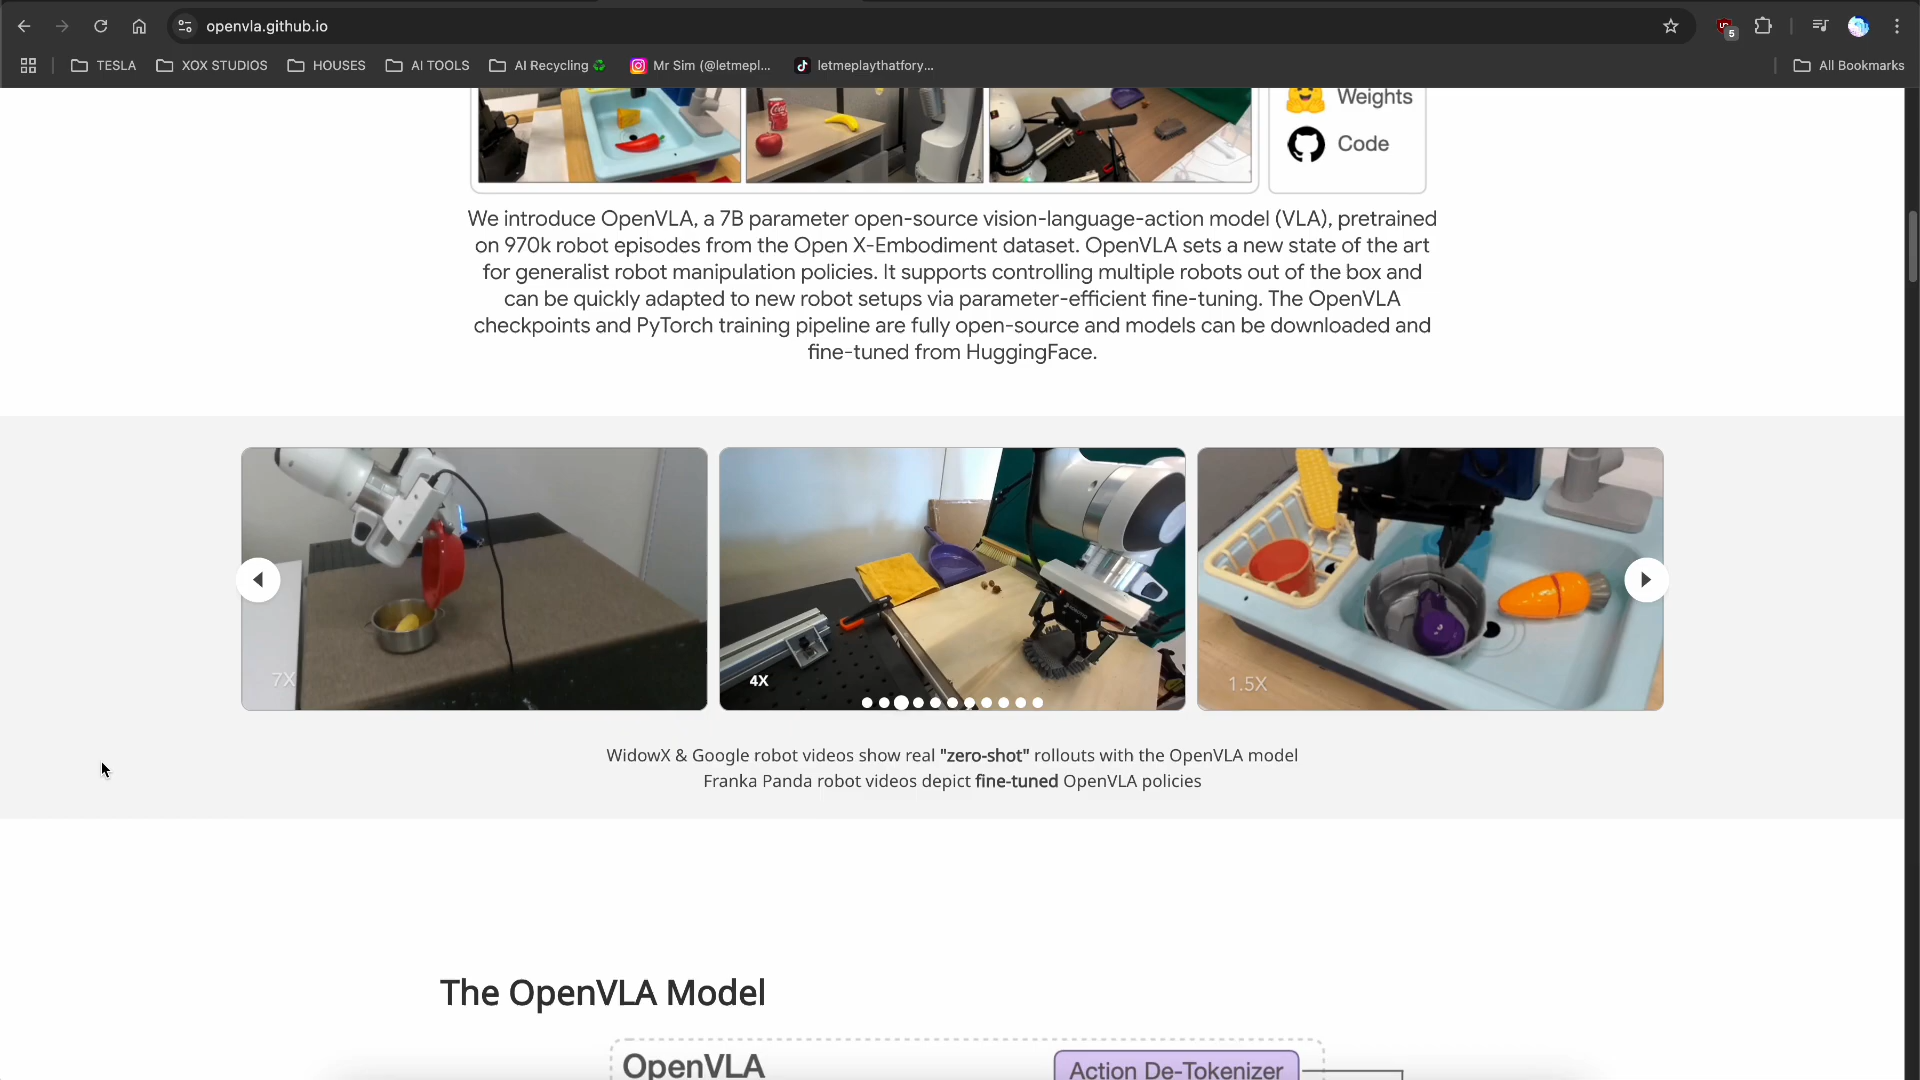 openvla.github.io
5
TESLA
XOX STUDIOS
HOUSES
AI TOOLS
AI Recycling
Mr Sim (@letmepl...
letmeplaythatfory...
All Bookmarks
Weights
Code
We introduce OpenVLA, a 7B parameter open-source vision-language-action model (VLA), pretrained
on 970k robot episodes from the Open X-Embodiment dataset. OpenVLA sets a new state of the art
for generalist robot manipulation policies. It supports controlling multiple robots out of the box and
can be quickly adapted to new robot setups via parameter-efficient fine-tuning. The OpenVLA
checkpoints and PyTorch training pipeline are fully open-source and models can be downloaded and
fine-tuned from HuggingFace.
7X
4X
1.5X
WidowX & Google robot videos show real "zero-shot" rollouts with the OpenVLA model
Franka Panda robot videos depict fine-tuned OpenVLA policies
The OpenVLA Model
OpenVLA
Action De-Tokenizer